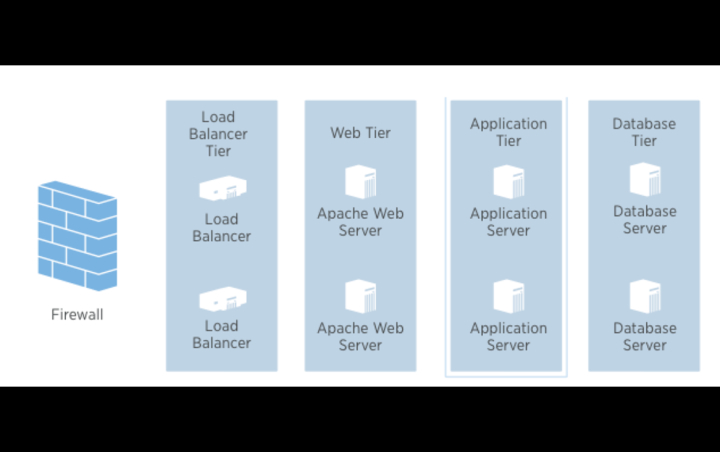 Load
Balancer
Tier
Load
Balancer
Load
Balancer
Web Tier
Apache Web
Server
Apache Web
Server
Application
Tier
Application
Server
Application
Server
Database
Tier
Database
Server
Database
Server
Firewall